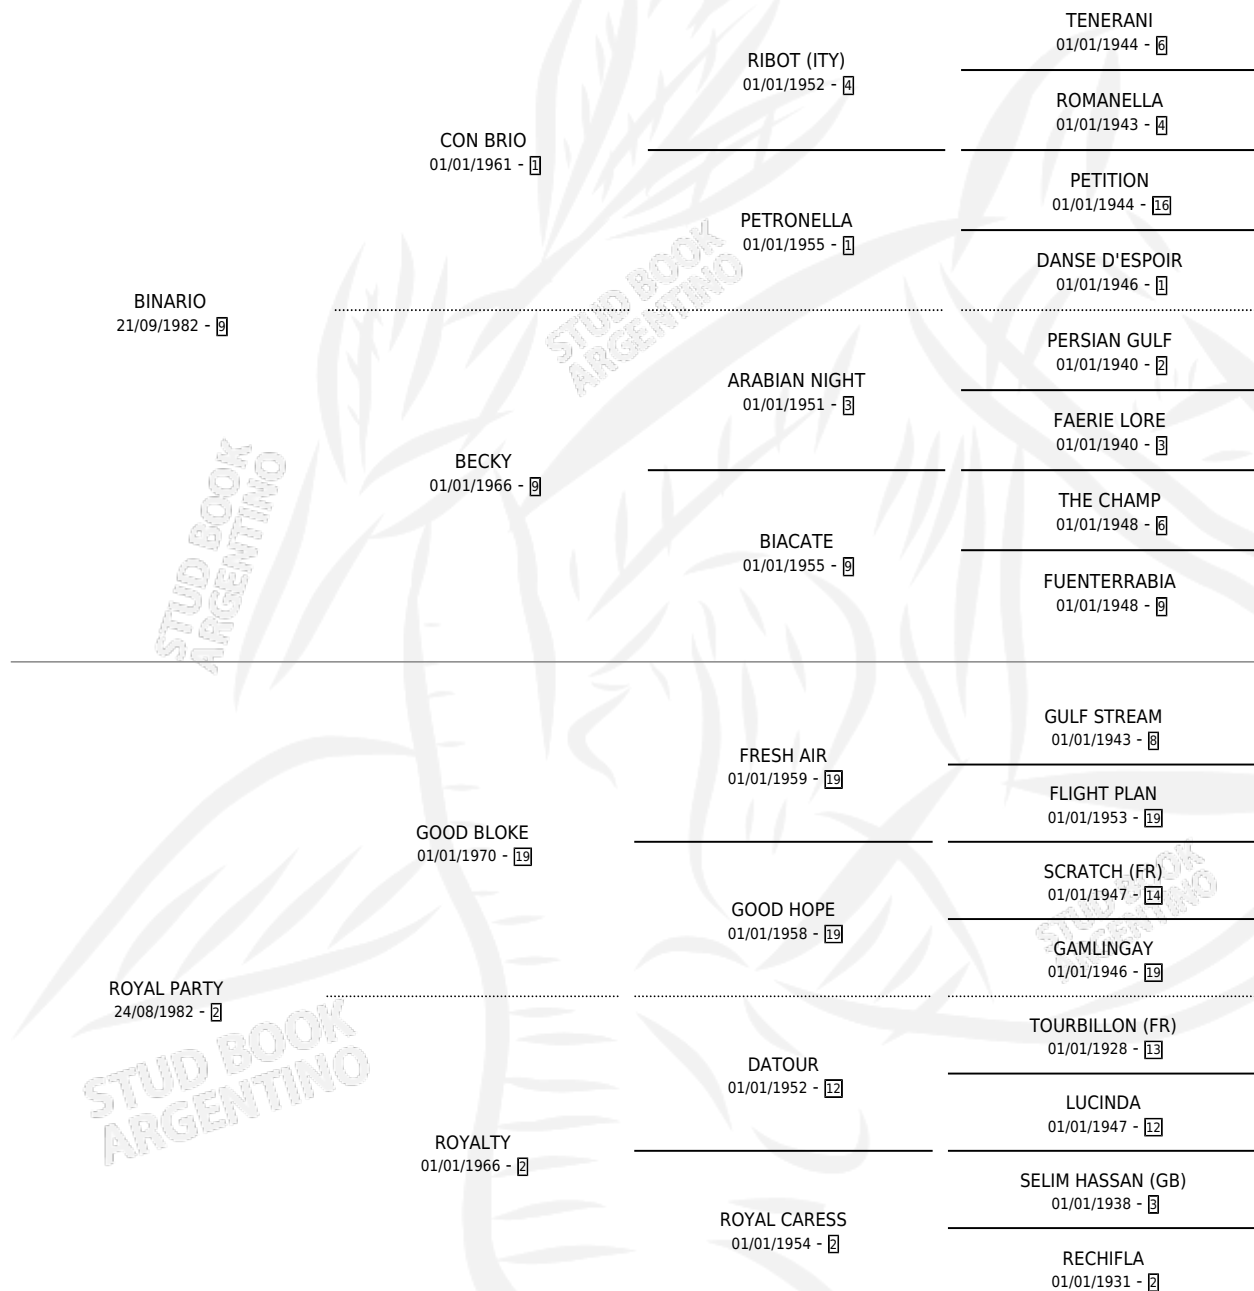 TENERANI
01/01/1944 - 6
RIBOT (ITY)
01/01/1952 - 4
ROMANELLA
01/01/1943 - 4
CON BRIO
01/01/1961 - 1
PETITION
01/01/1944 - 16
PETRONELLA
01/01/1955 - 1
DANSE D'ESPOIR
01/01/1946 - 1
BINARIO
21/09/1982 - 9
STUD BOOK
ARGENTINO
PERSIAN GULF
01/01/1940 - 2
ARABIAN NIGHT
01/01/1951 - 3
FAERIE LORE
01/01/1940 - 3
BECKY
01/01/1966 - 9
THE CHAMP
01/01/1948 - 6
BIACATE
01/01/1955 - 9
FUENTERRABIA
01/01/1948 - 9
STUD BOOK
ARGENTINO
GULF STREAM
01/01/1943 - 8
FRESH AIR
01/01/1959 - 19
FLIGHT PLAN
01/01/1953 - 19
GOOD BLOKE
01/01/1970 - 19
SCRATCH (FR)
01/01/1947 - 14
GOOD HOPE
01/01/1958 - 19
STUD BOOK
ARGENTINO
GAMLINGAY
01/01/1946 - 19
ROYAL PARTY
24/08/1982 - 2
TOURBILLON (FR)
01/01/1928 - 13
DATOUR
01/01/1952 - 12
LUCINDA
01/01/1947 - 12
STUD BOOK
ARGENTINO
ROYALTY
01/01/1966 - 2
SELIM HASSAN (GB)
01/01/1938 - 3
ROYAL CARESS
01/01/1954 - 2
RECHIFLA
01/01/1931 - 2